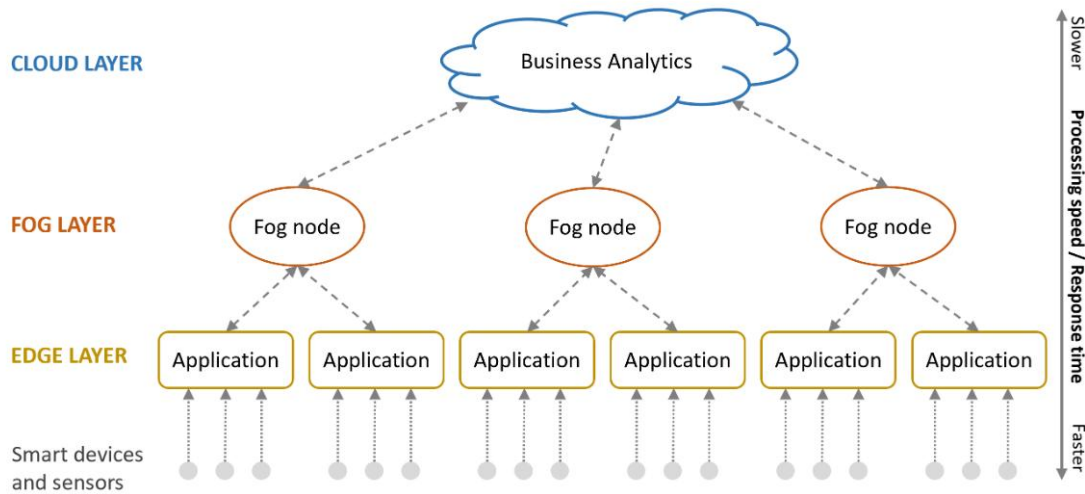 CLOUD LAYER
Business Analytics
FOG LAYER
Fog node
Fog node
Fog node
EDGE LAYER
Application
Application
Application
Application
Application
Application
Smart devices
and sensors
Slower
Processing speed / Response time
Faster